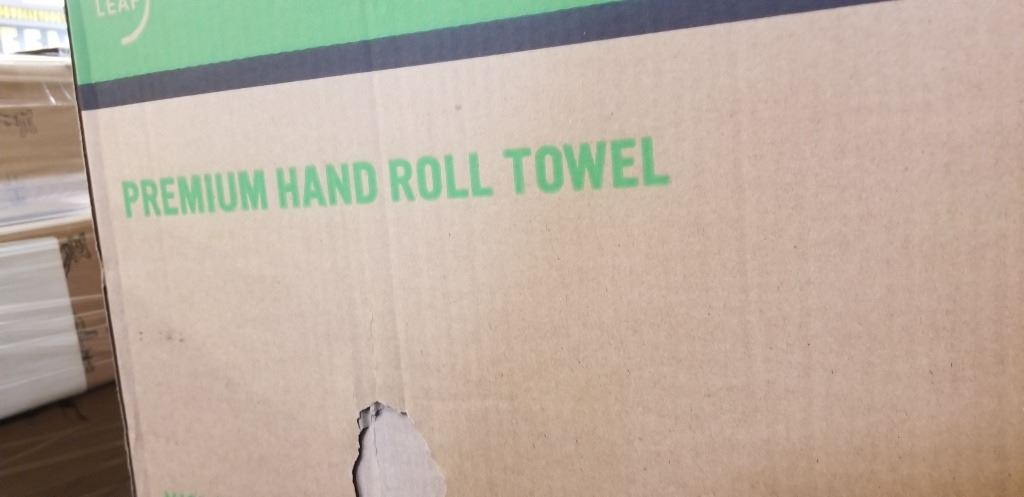 LEAF
PREMIUM HAND ROLL TOWEL